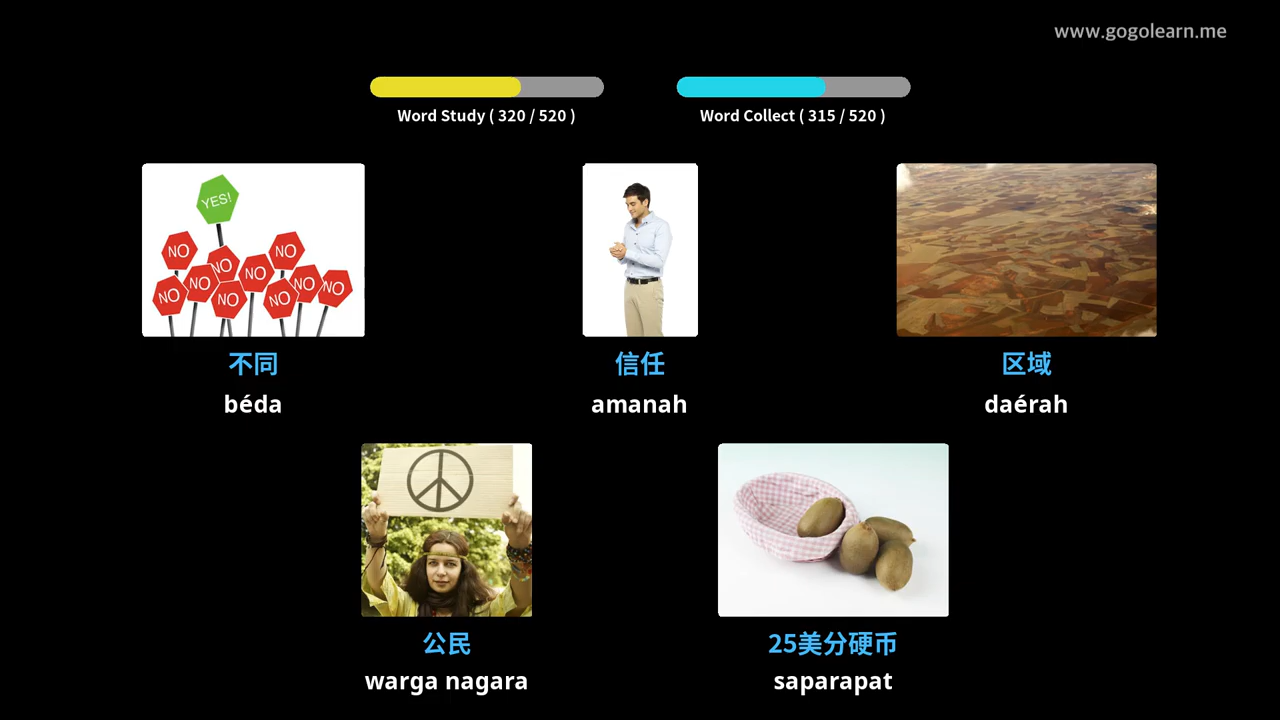 www.gogolearn.me
Word Study ( 320 / 520 )
Word Collect ( 315 / 520 )
YES!
NO
NO
NO
NO
NO
NO
NO
NO
NO
NO
不同
béda
信任
amanah
区域
daérah
公民
warga nagara
25美分硬币
saparapat